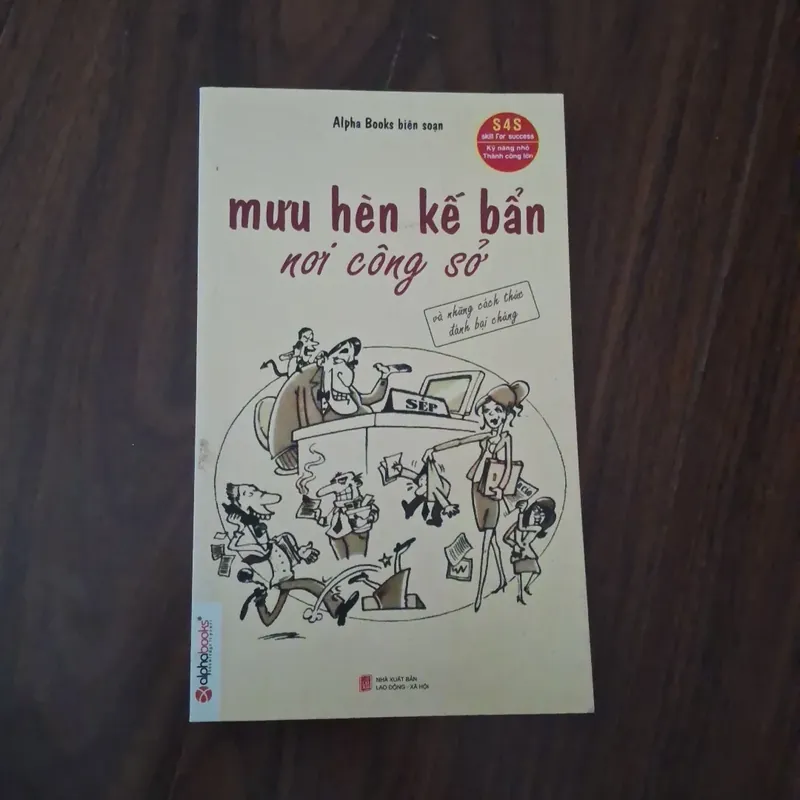 Alpha Books biên soạn
S4S
skill for success
Kỹ năng nhỏ
Thành công lớn
mưu hèn kế bẩn
nơi công sở
và những cách thức
đánh bại chúng
SẾP
alphabooks
NHÀ XUẤT BẢN
LAO ĐỘNG - XÃ HỘI